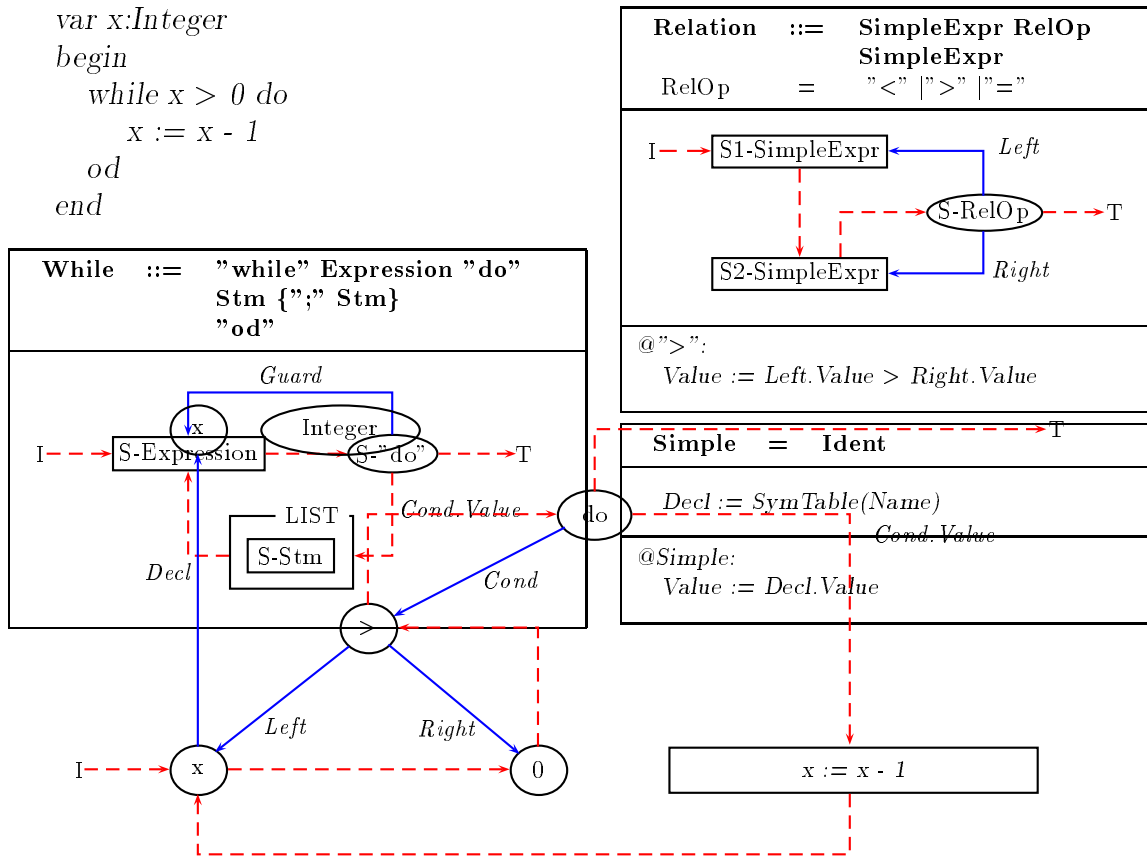 var x:Integer
begin
while x > 0 do
x := x - 1
od
end
Relation ::= SimpleExpr RelOp
SimpleExpr
RelOp = "<" |">" |"="
I
S1-SimpleExpr
Left
S-RelOp
T
S2-SimpleExpr
Right
@">":
Value := Left.Value > Right.Value
While ::= "while" Expression "do"
Stm {";" Stm}
"od"
Guard
x
Integer
I
S-Expression
S-"do"
T
LIST
S-Stm
Decl
Cond.Value
do
Cond
Simple = Ident
T
Decl := SymTable(Name)
Cond.Value
@Simple:
Value := Decl.Value
>
Left
Right
I
x
0
x := x - 1